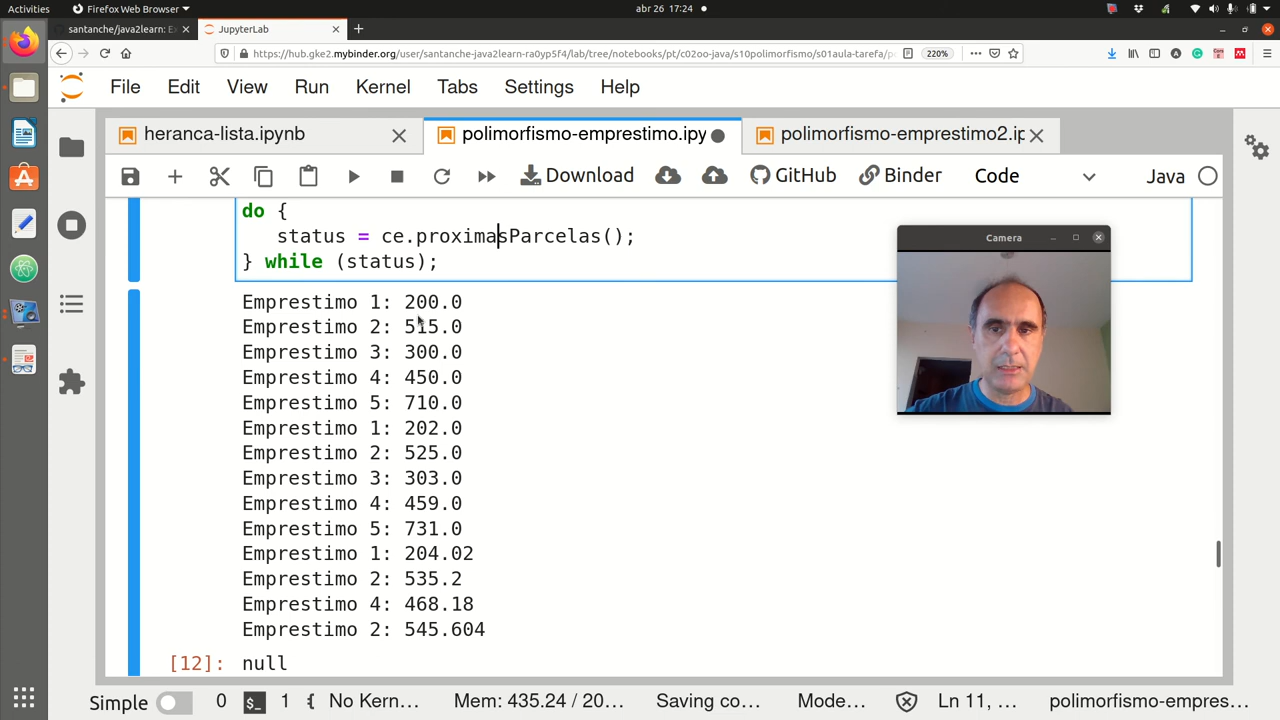 Activities
Firefox Web Browser
abr 26 17:24
santanche/java2learn: Ex
JupyterLab
https://hub.gke2.mybinder.org/user/santanche-java2learn-ra0yp5f4/lab/tree/notebooks/pt/c02oo-java/s10polimorfismo/s01aula-tarefa/po
220%
File Edit View Run Kernel Tabs Settings Help
heranca-lista.ipynb
polimorfismo-emprestimo.ipy
polimorfismo-emprestimo2.ip
Download GitHub Binder Code Java
do {
status = ce.proximasParcelas();
} while (status);
Camera
Emprestimo 1: 200.0
Emprestimo 2: 515.0
Emprestimo 3: 300.0
Emprestimo 4: 450.0
Emprestimo 5: 710.0
Emprestimo 1: 202.0
Emprestimo 2: 525.0
Emprestimo 3: 303.0
Emprestimo 4: 459.0
Emprestimo 5: 731.0
Emprestimo 1: 204.02
Emprestimo 2: 535.2
Emprestimo 4: 468.18
Emprestimo 2: 545.604
[12]: null
Simple 0 1 { No Kern... Mem: 435.24 / 20... Saving co... Mode... Ln 11, ... polimorfismo-empres...